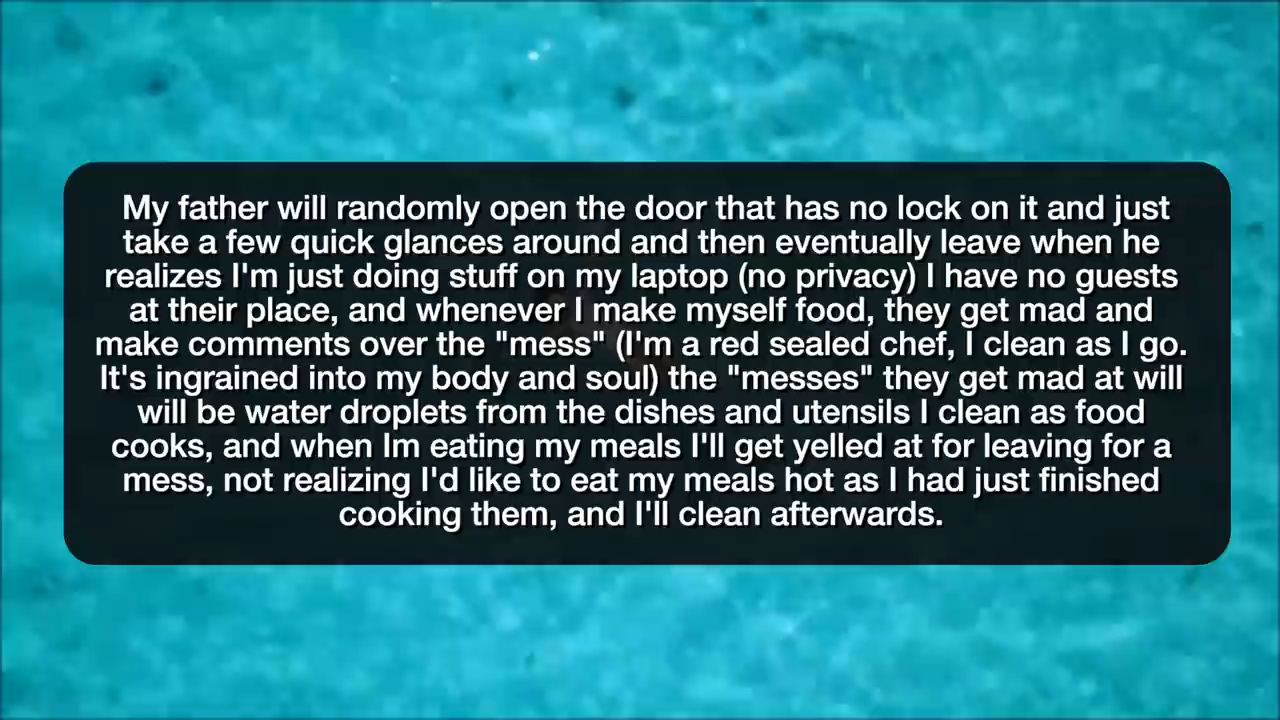 My father will randomly open the door that has no lock on it and just
take a few quick glances around and then eventually leave when he
realizes I'm just doing stuff on my laptop (no privacy) I have no guests
at their place, and whenever I make myself food, they get mad and
make comments over the "mess" (I'm a red sealed chef, I clean as I go.
It's ingrained into my body and soul) the "messes" they get mad at will
will be water droplets from the dishes and utensils I clean as food
cooks, and when Im eating my meals I'll get yelled at for leaving for a
mess, not realizing I'd like to eat my meals hot as I had just finished
cooking them, and I'll clean afterwards.